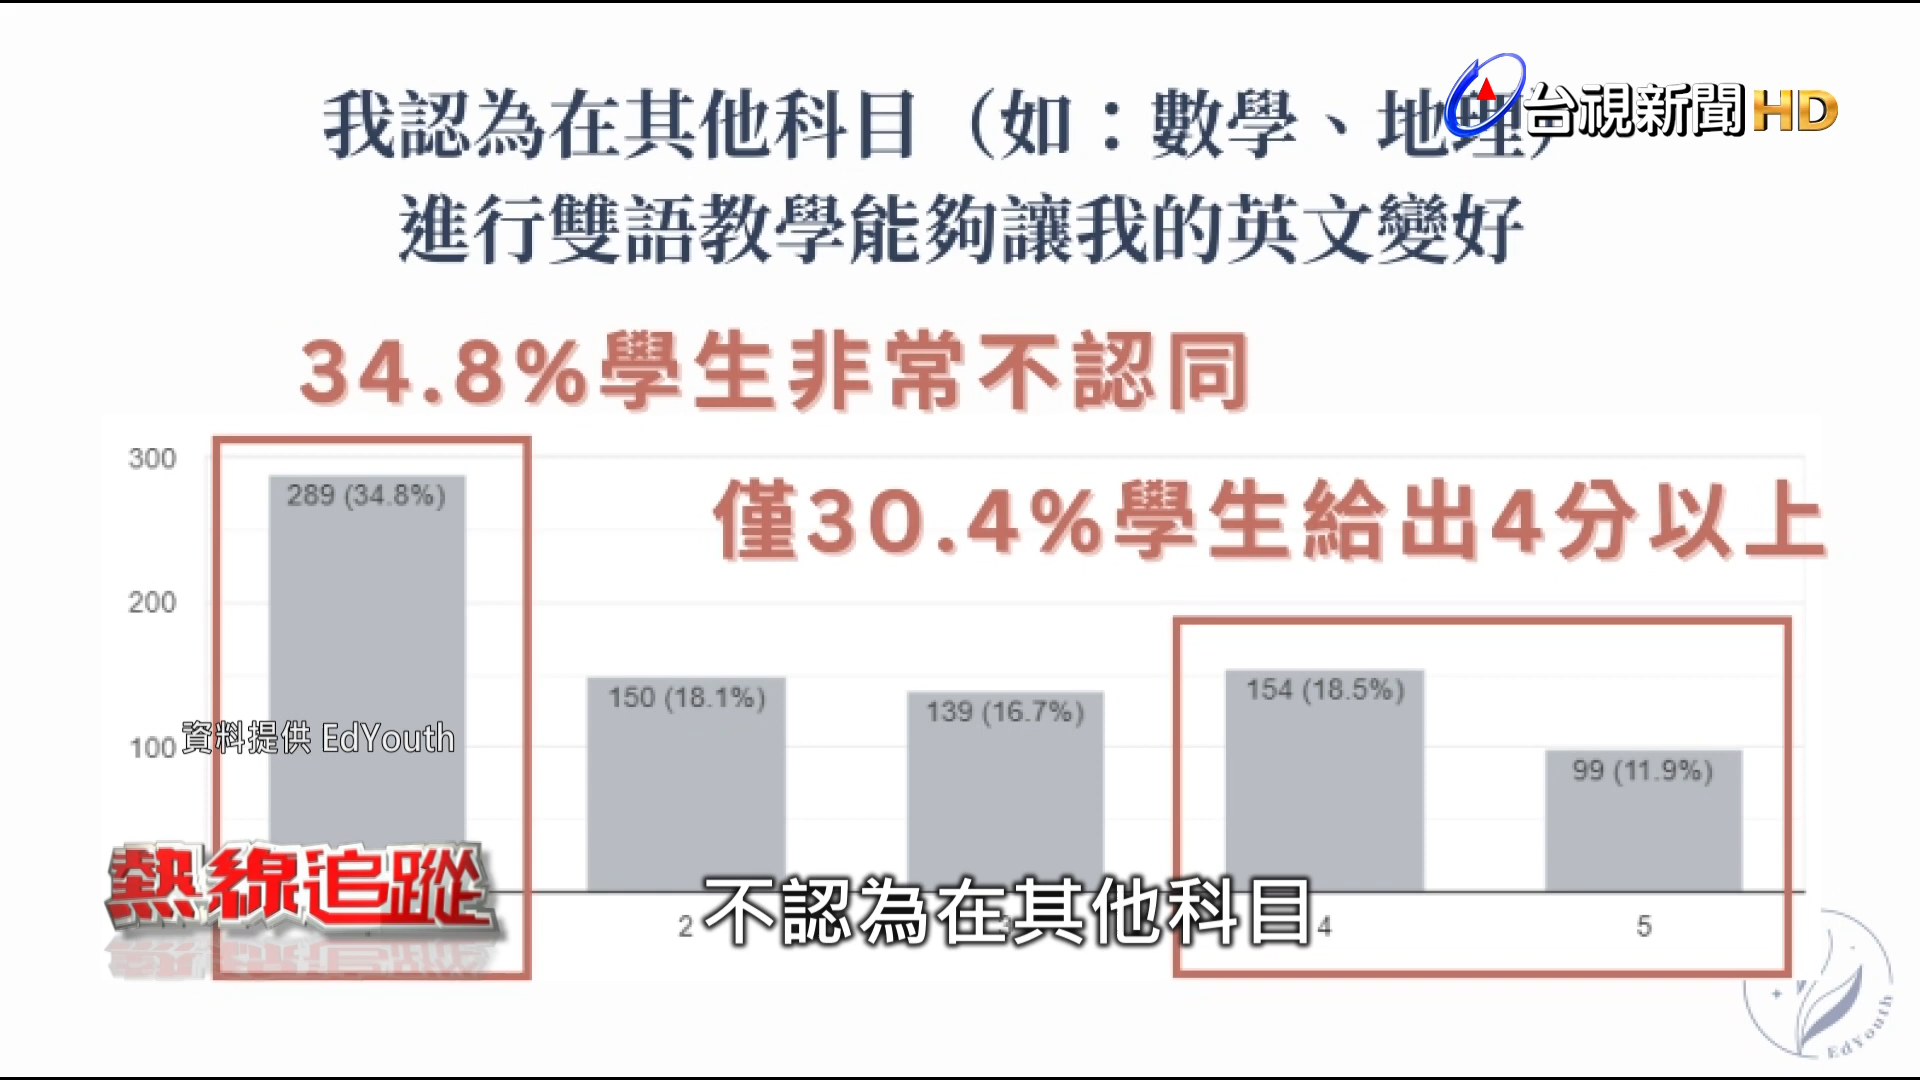 台視新聞HD
我認為在其他科目（如：數學、地理）
進行雙語教學能夠讓我的英文變好
34.8%學生非常不認同
僅30.4%學生給出4分以上
300
200
100
289 (34.8%)
150 (18.1%)
139 (16.7%)
154 (18.5%)
99 (11.9%)
資料提供 EdYouth
熱線追蹤
2
4
5
不認為在其他科目
EdYouth